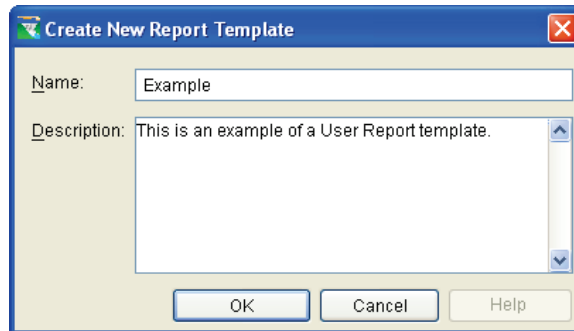 Create New Report Template
Name: Example
Description: This is an example of a User Report template.
OK Cancel Help